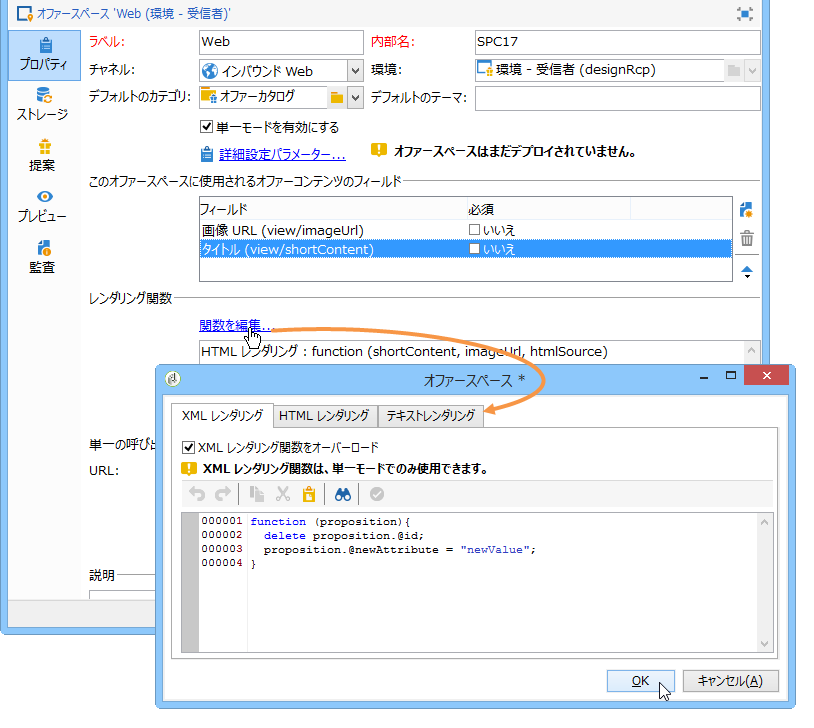 オファースペース 'Web (環境 - 受信者)'
プロパティ
ストレージ
提案
プレビュー
監査
ラベル: Web 内部名: SPC17
チャネル: インバウンド Web 環境: 環境 - 受信者 (designRcp)
デフォルトのカテゴリ: オファーカタログ デフォルトのテーマ:
単一モードを有効にする
詳細設定パラメーター... オファースペースはまだデプロイされていません。
このオファースペースに使用されるオファーコンテンツのフィールド
フィールド 必須
画像 URL (view/imageUrl) いいえ
タイトル (view/shortContent) いいえ
レンダリング関数
関数を編集...
HTML レンダリング : function (shortContent, imageUrl, htmlSource)
単一の呼び出
URL:
説明
オファースペース *
XML レンダリング HTML レンダリング テキストレンダリング
XML レンダリング関数をオーバーロード
XML レンダリング関数は、単一モードでのみ使用できます。
000001 function (proposition){
000002 delete proposition.@id;
000003 proposition.@newAttribute = "newValue";
000004 }
OK キャンセル(A)